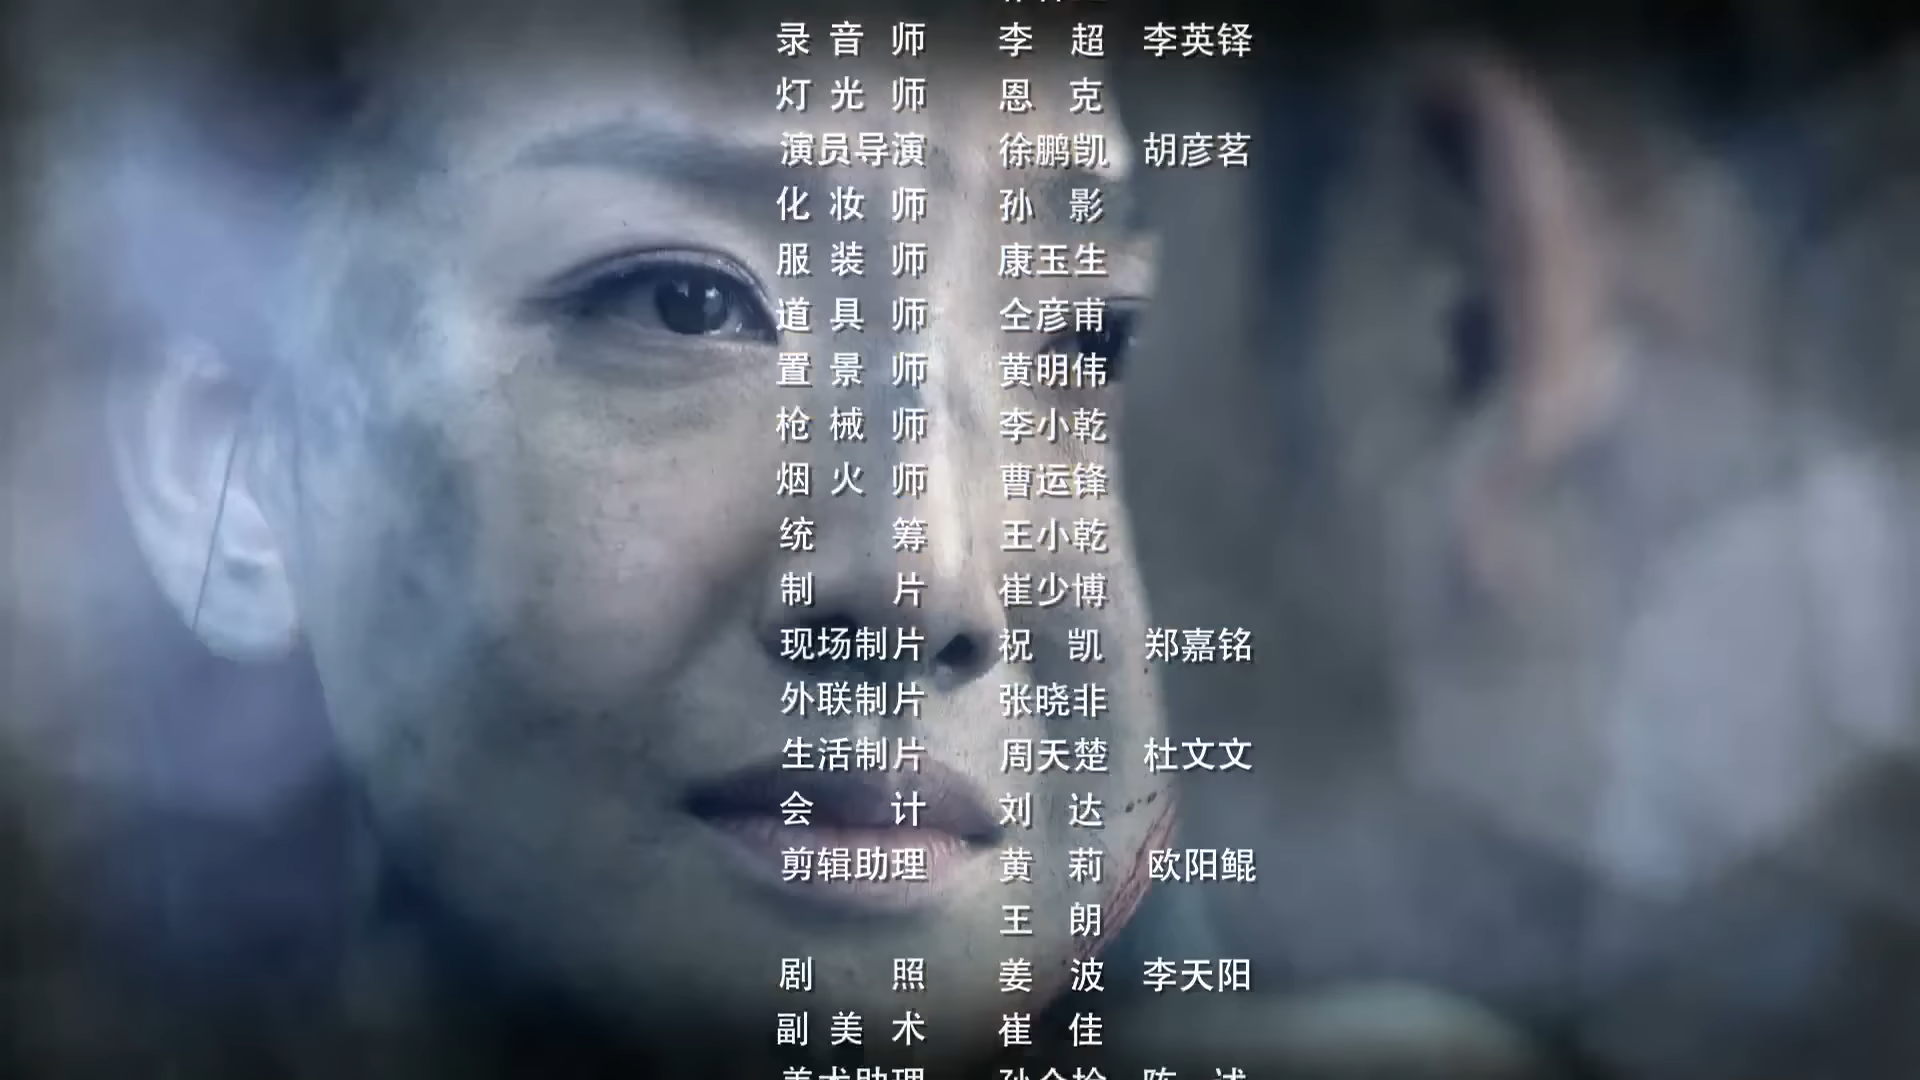 录音师 李超 李英铎
灯光师 恩克
演员导演 徐鹏凯 胡彦茗
化妆师 孙影
服装师 康玉生
道具师 仝彦甫
置景师 黄明伟
枪械师 李小乾
烟火师 曹运锋
统筹 王小乾
制片 崔少博
现场制片 祝凯 郑嘉铭
外联制片 张晓非
生活制片 周天楚 杜文文
会计 刘达
剪辑助理 黄莉 欧阳鲲
王朗
剧照 姜波 李天阳
副美术 崔佳
美术助理